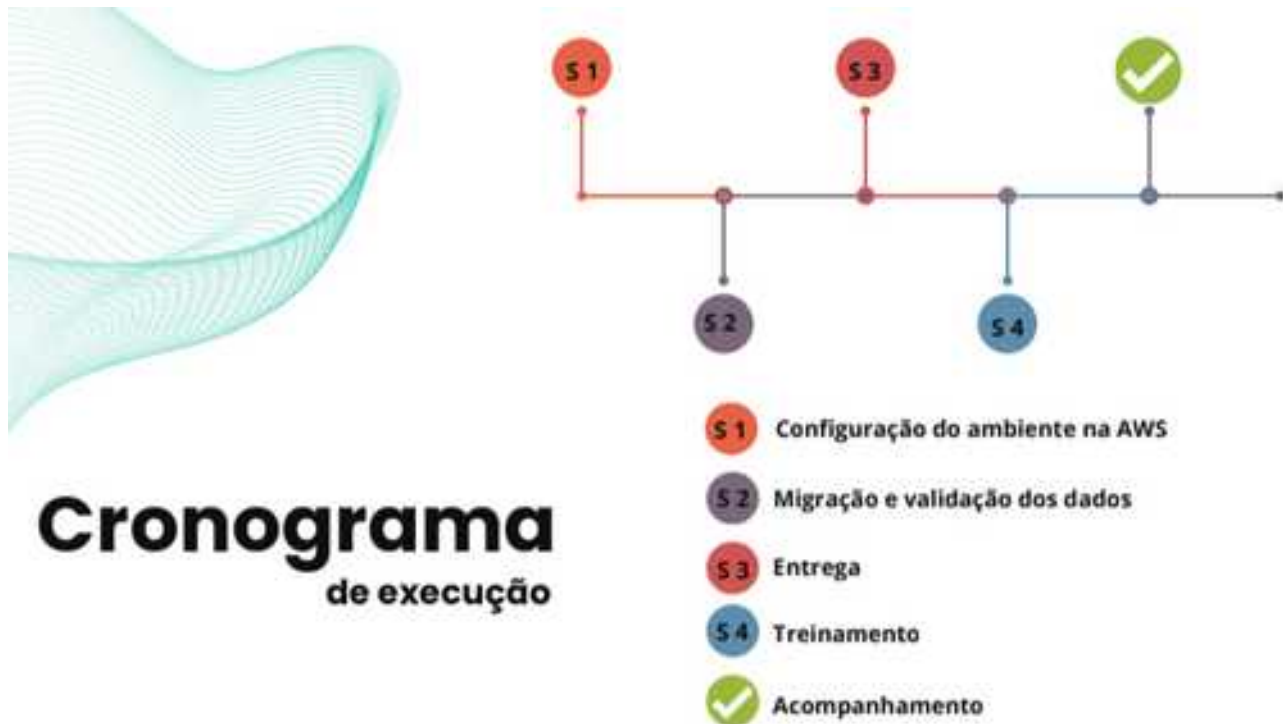 S 1
S 3
S 2
S 4
S 1 Configuração do ambiente na AWS
S 2 Migração e validação dos dados
Cronograma
de execução
S 3 Entrega
S 4 Treinamento
Acompanhamento